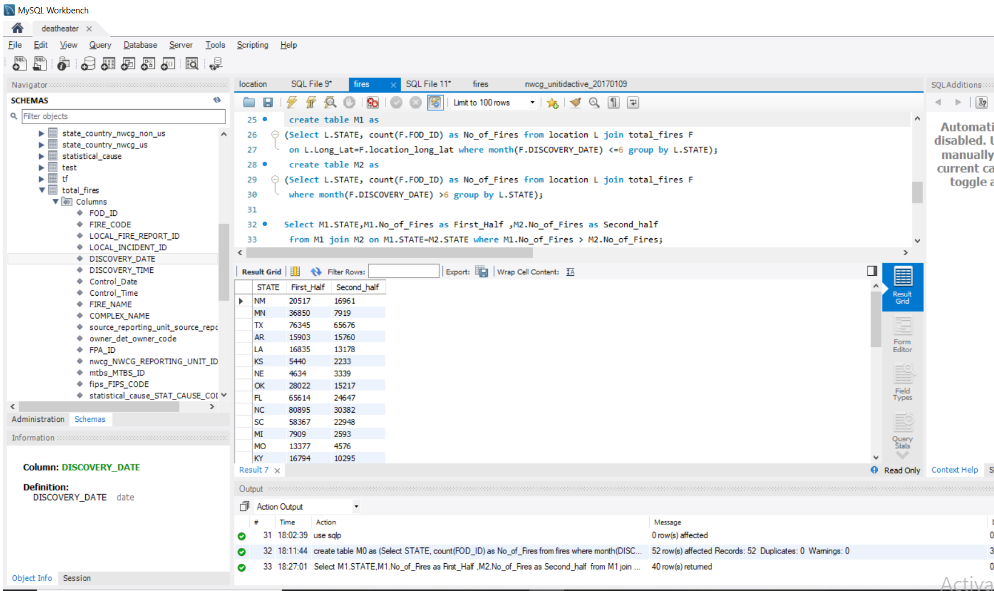 MySQL Workbench
deatheater
File Edit View Query Database Server Tools Scripting Help
Navigator
SCHEMAS
Filter objects
state_country_nwcg_non_us
state_country_nwcg_us
statistical_cause
test
tf
total_fires
Columns
FOD_ID
FIRE_CODE
LOCAL_FIRE_REPORT_ID
LOCAL_INCIDENT_ID
DISCOVERY_DATE
DISCOVERY_TIME
Control_Date
Control_Time
FIRE_NAME
COMPLEX_NAME
source_reporting_unit_source_repc
owner_det_owner_code
FPA_ID
nwcg_NWCG_REPORTING_UNIT_ID
mtbs_MTBS_ID
fips_FIPS_CODE
statistical_cause_STAT_CAUSE_COI
Administration Schemas
Information
Column: DISCOVERY_DATE
Definition:
DISCOVERY_DATE date
Object Info Session
location SQL File 9* fires SQL File 11* fires nwcg_unitidactive_20170109
Limit to 100 rows
25 create table M1 as
26 (Select L.STATE, count(F.FOD_ID) as No_of_Fires from location L join total_fires F
27 on L.Long_Lat=F.location_long_lat where month(F.DISCOVERY_DATE) <=6 group by L.STATE);
28 create table M2 as
29 (Select L.STATE, count(F.FOD_ID) as No_of_Fires from location L join total_fires F
30 where month(F.DISCOVERY_DATE) >6 group by L.STATE);
31
32 Select M1.STATE,M1.No_of_Fires as First_Half ,M2.No_of_Fires as Second_half
33 from M1 join M2 on M1.STATE=M2.STATE where M1.No_of_Fires > M2.No_of_Fires;
Result Grid Filter Rows: Export: Wrap Cell Content:
STATE First_Half Second_half
NM 20517 16961
MN 36850 7919
TX 76345 65676
AR 15903 15760
LA 16835 13178
KS 5440 2233
NE 4634 3339
OK 28022 15217
FL 65614 24647
NC 80895 30382
SC 58367 22948
MI 7909 2593
MO 13377 4576
KY 16794 10295
Result Grid
Form Editor
Field Types
Query Stats
Result 7 Read Only
Output
Action Output
# Time Action Message
31 18:02:39 use sqlp 0 row(s) affected 0
32 18:11:44 create table M0 as (Select STATE, count(FOD_ID) as No_of_Fires from fires where month(DISC... 52 row(s) affected Records: 52 Duplicates: 0 Warnings: 0 3
33 18:27:01 Select M1.STATE,M1.No_of_Fires as First_Half ,M2.No_of_Fires as Second_half from M1 join ... 40 row(s) returned 0
SQLAdditions
Automati
disabled. U
manually
current ca
toggle a
Context Help S
Activa